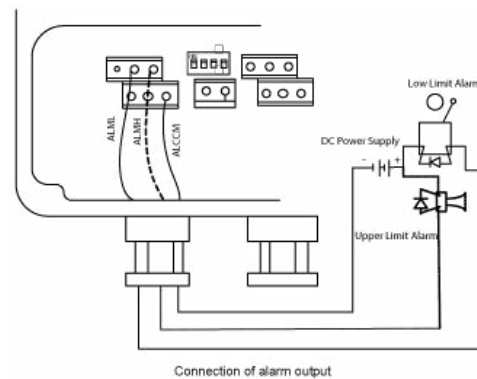 Low Limit Alarm
DC Power Supply
- +
ALML
ALMH
ALCCM
Upper Limit Alarm
Connection of alarm output